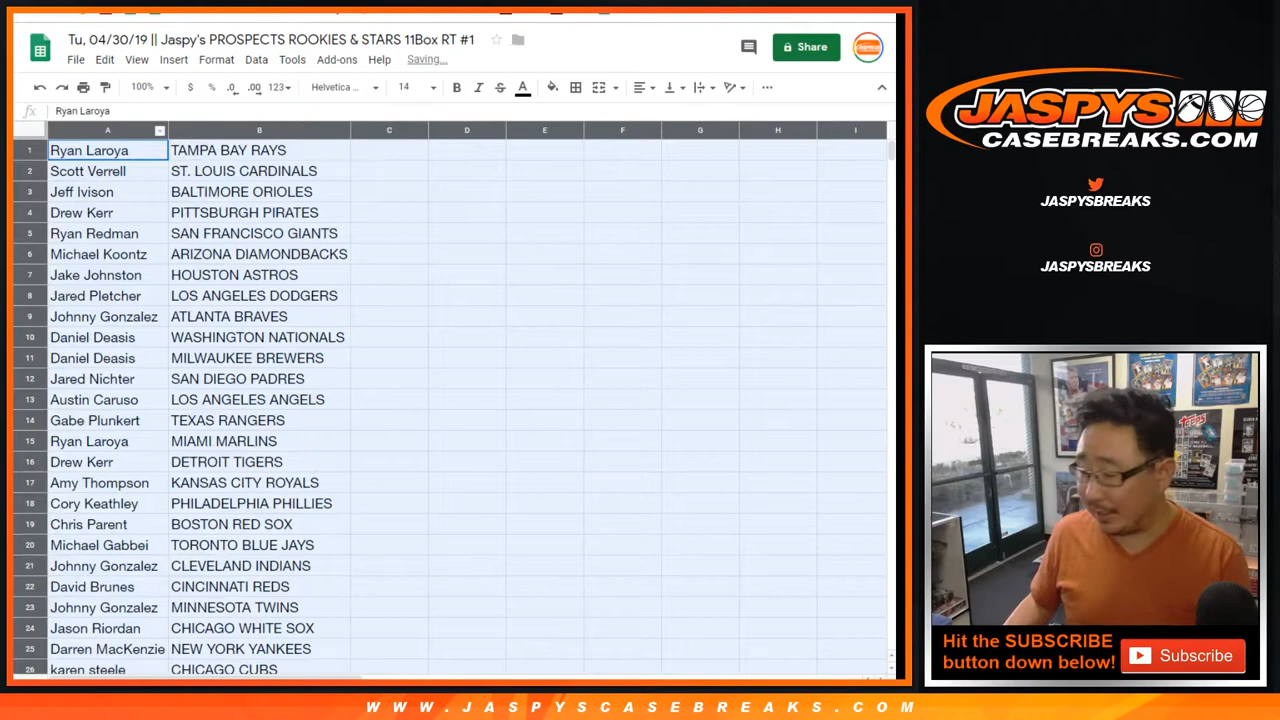 Tu, 04/30/19 || Jaspy's PROSPECTS ROOKIES & STARS 11Box RT #1
Share
File Edit View Insert Format Data Tools Add-ons Help Saving...
100% $ % .0 .00 123 Helvetica ... 14 B I S A
fx Ryan Laroya
A B C D E F G H I
1 Ryan Laroya TAMPA BAY RAYS
2 Scott Verrell ST. LOUIS CARDINALS
3 Jeff Ivison BALTIMORE ORIOLES
4 Drew Kerr PITTSBURGH PIRATES
5 Ryan Redman SAN FRANCISCO GIANTS
6 Michael Koontz ARIZONA DIAMONDBACKS
7 Jake Johnston HOUSTON ASTROS
8 Jared Pletcher LOS ANGELES DODGERS
9 Johnny Gonzalez ATLANTA BRAVES
10 Daniel Deasis WASHINGTON NATIONALS
11 Daniel Deasis MILWAUKEE BREWERS
12 Jared Nichter SAN DIEGO PADRES
13 Austin Caruso LOS ANGELES ANGELS
14 Gabe Plunkert TEXAS RANGERS
15 Ryan Laroya MIAMI MARLINS
16 Drew Kerr DETROIT TIGERS
17 Amy Thompson KANSAS CITY ROYALS
18 Cory Keathley PHILADELPHIA PHILLIES
19 Chris Parent BOSTON RED SOX
20 Michael Gabbei TORONTO BLUE JAYS
21 Johnny Gonzalez CLEVELAND INDIANS
22 David Brunes CINCINNATI REDS
23 Johnny Gonzalez MINNESOTA TWINS
24 Jason Riordan CHICAGO WHITE SOX
25 Darren MacKenzie NEW YORK YANKEES
26 karen steele CHICAGO CUBS
JASPYS
CASEBREAKS.COM
JASPYSBREAKS
JASPYSBREAKS
Topps
Hit the SUBSCRIBE
button down below!
Subscribe
WWW.JASPYSCASEBREAKS.COM